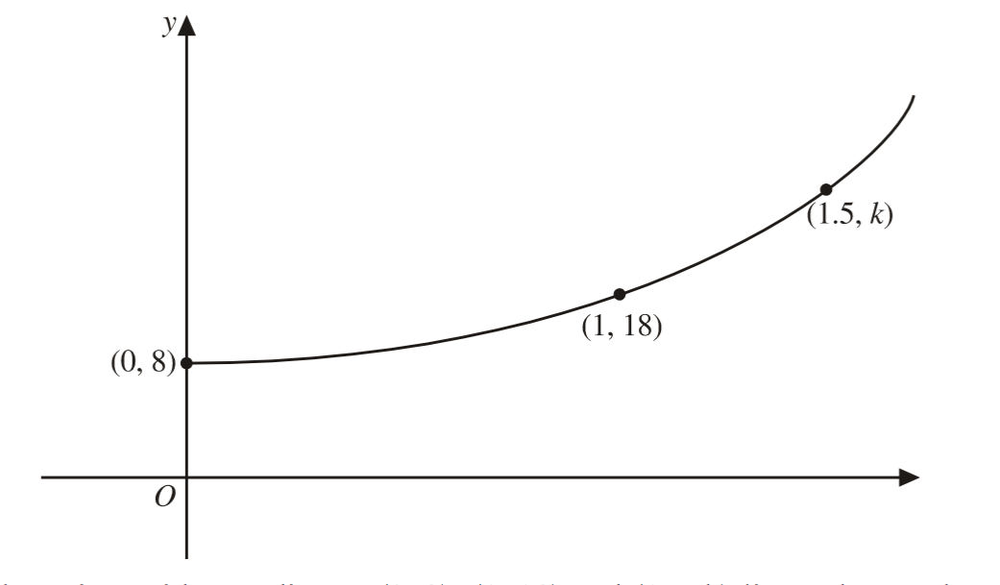 y
(1.5, k)
(1, 18)
(0, 8)
O